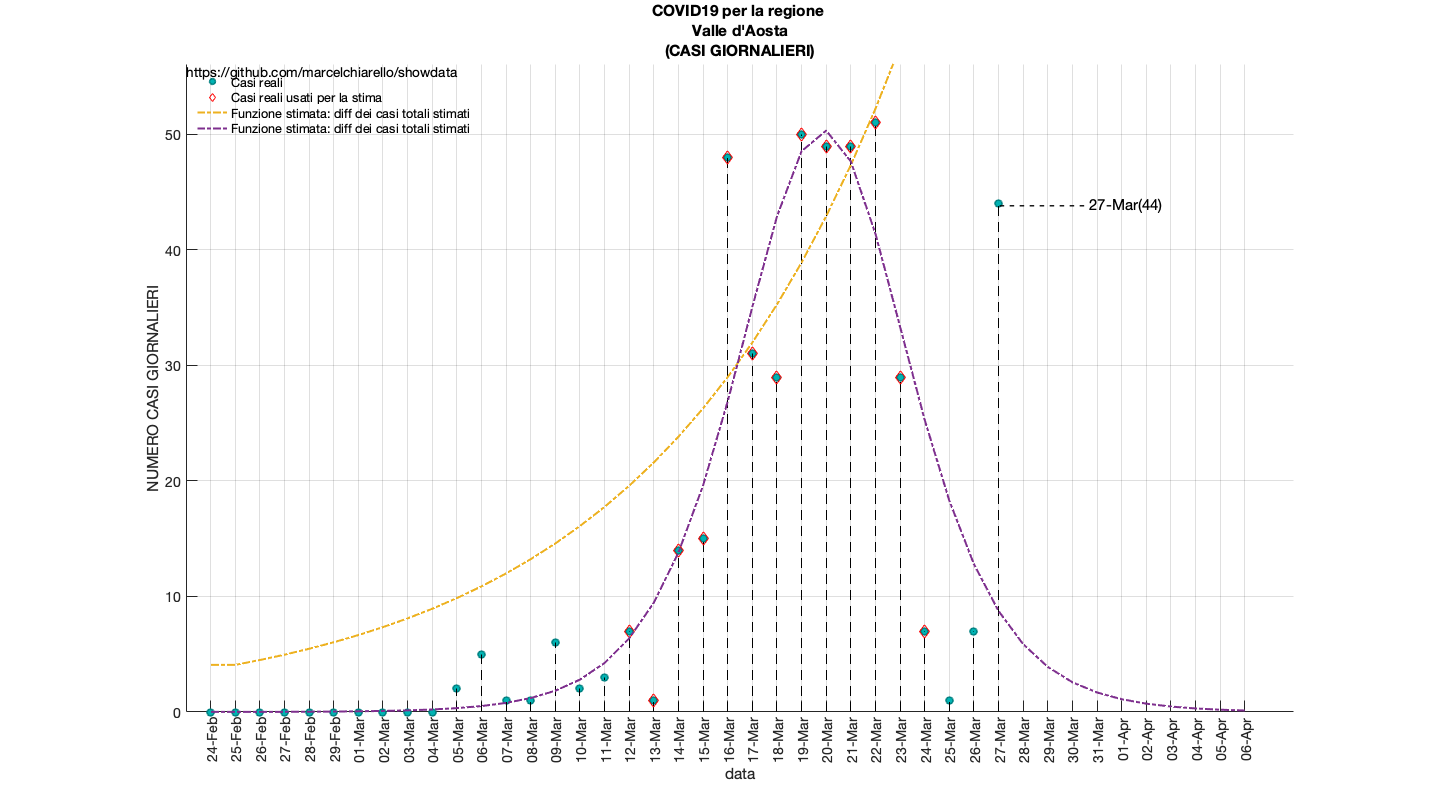 COVID19 per la regione
Valle d'Aosta
(CASI GIORNALIERI)
https://github.com/marcelchiarello/showdata
Casi reali
Casi reali usati per la stima
Funzione stimata: diff dei casi totali stimati
Funzione stimata: diff dei casi totali stimati
50
40
30
20
10
0
NUMERO CASI GIORNALIERI
27-Mar(44)
24-Feb
25-Feb
26-Feb
27-Feb
28-Feb
29-Feb
01-Mar
02-Mar
03-Mar
04-Mar
05-Mar
06-Mar
07-Mar
08-Mar
09-Mar
10-Mar
11-Mar
12-Mar
13-Mar
14-Mar
15-Mar
16-Mar
17-Mar
18-Mar
19-Mar
20-Mar
21-Mar
22-Mar
23-Mar
24-Mar
25-Mar
26-Mar
27-Mar
28-Mar
29-Mar
30-Mar
31-Mar
01-Apr
02-Apr
03-Apr
04-Apr
05-Apr
06-Apr
data